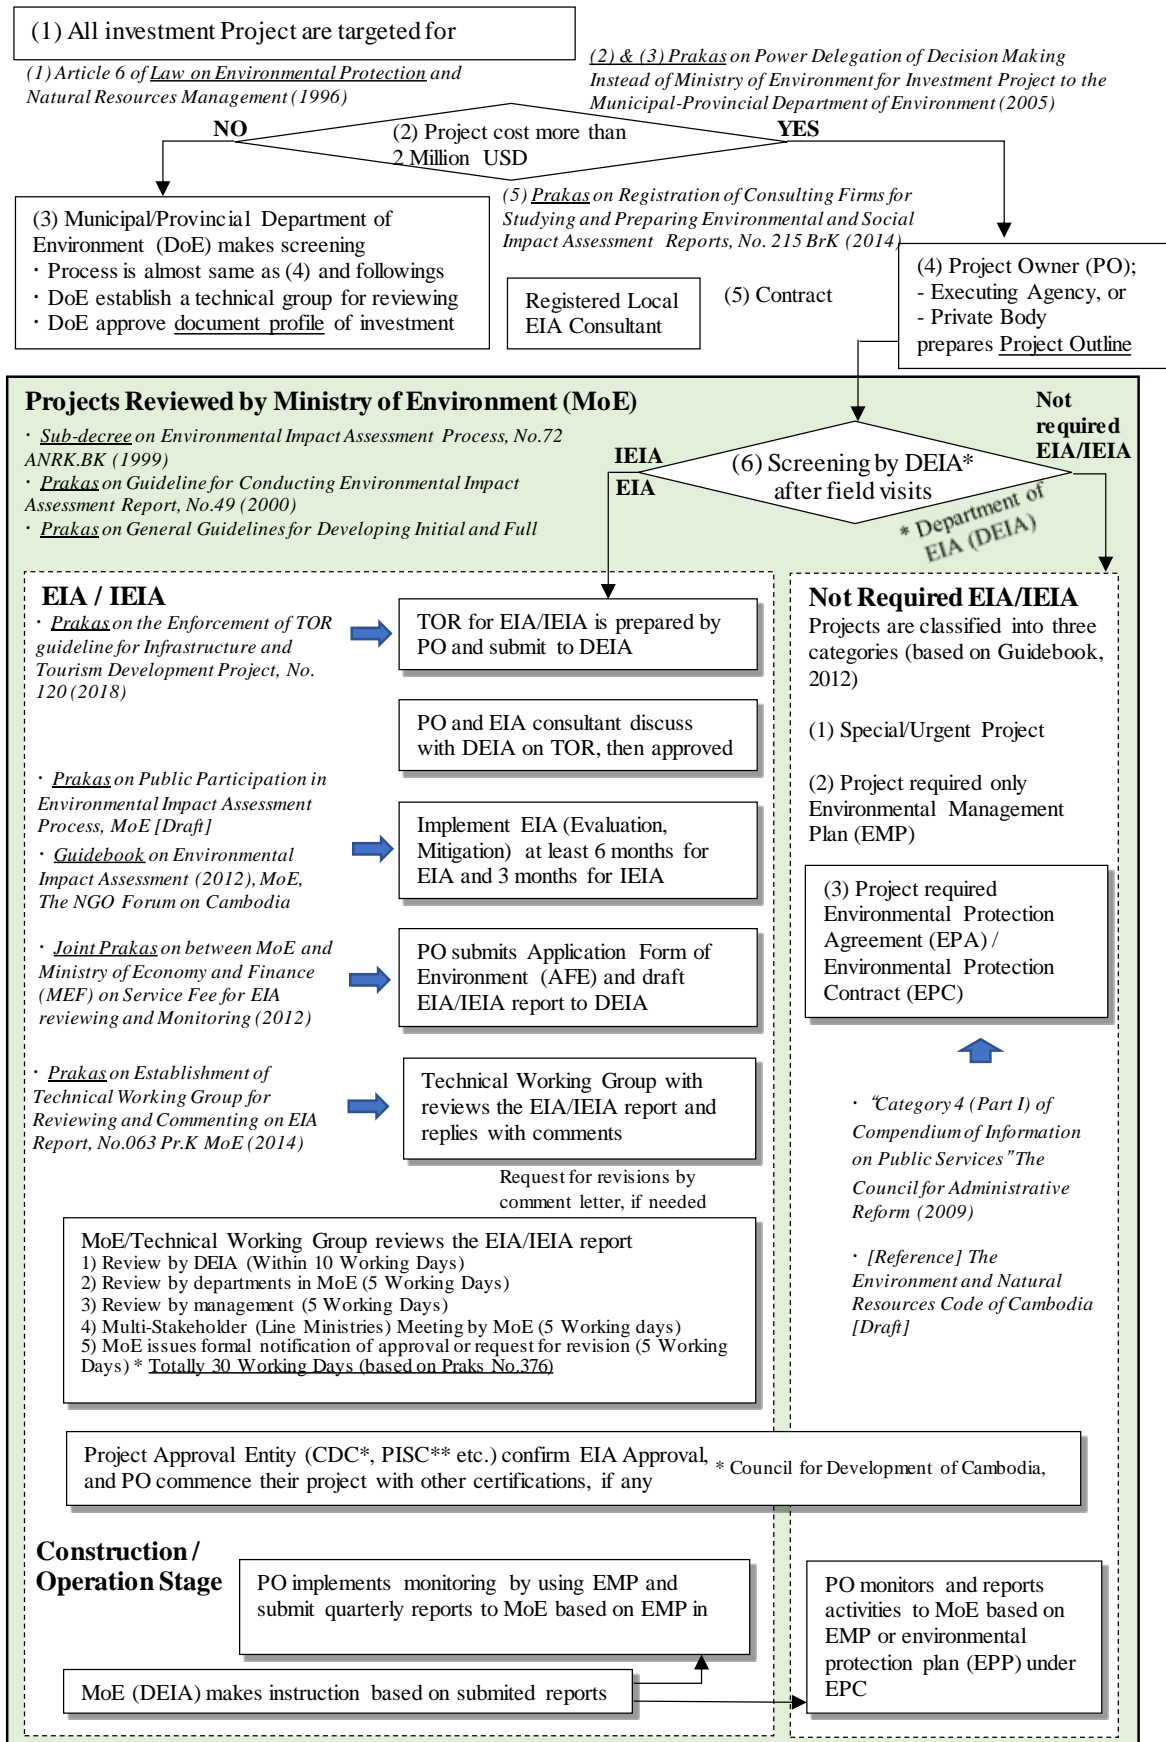 (1) All investment Project are targeted for
(1) Article 6 of Law on Environmental Protection and
Natural Resources Management (1996)
(2) & (3) Prakas on Power Delegation of Decision Making
Instead of Ministry of Environment for Investment Project to the
Municipal-Provincial Department of Environment (2005)
NO
(2) Project cost more than
2 Million USD
YES
(3) Municipal/Provincial Department of
Environment (DoE) makes screening
· Process is almost same as (4) and followings
· DoE establish a technical group for reviewing
· DoE approve document profile of investment
(5) Prakas on Registration of Consulting Firms for
Studying and Preparing Environmental and Social
Impact Assessment Reports, No. 215 BrK (2014)
Registered Local
EIA Consultant
(5) Contract
(4) Project Owner (PO);
- Executing Agency, or
- Private Body
prepares Project Outline
Projects Reviewed by Ministry of Environment (MoE)
· Sub-decree on Environmental Impact Assessment Process, No.72
ANRK.BK (1999)
· Prakas on Guideline for Conducting Environmental Impact
Assessment Report, No.49 (2000)
· Prakas on General Guidelines for Developing Initial and Full
IEIA
EIA
(6) Screening by DEIA*
after field visits
Not
required
EIA/IEIA
* Department of
EIA (DEIA)
EIA / IEIA
· Prakas on the Enforcement of TOR
guideline for Infrastructure and
Tourism Development Project, No.
120 (2018)
TOR for EIA/IEIA is prepared by
PO and submit to DEIA
PO and EIA consultant discuss
with DEIA on TOR, then approved
· Prakas on Public Participation in
Environmental Impact Assessment
Process, MoE [Draft]
· Guidebook on Environmental
Impact Assessment (2012), MoE,
The NGO Forum on Cambodia
Implement EIA (Evaluation,
Mitigation) at least 6 months for
EIA and 3 months for IEIA
· Joint Prakas on between MoE and
Ministry of Economy and Finance
(MEF) on Service Fee for EIA
reviewing and Monitoring (2012)
PO submits Application Form of
Environment (AFE) and draft
EIA/IEIA report to DEIA
· Prakas on Establishment of
Technical Working Group for
Reviewing and Commenting on EIA
Report, No.063 Pr.K MoE (2014)
Technical Working Group with
reviews the EIA/IEIA report and
replies with comments
Request for revisions by
comment letter, if needed
MoE/Technical Working Group reviews the EIA/IEIA report
1) Review by DEIA (Within 10 Working Days)
2) Review by departments in MoE (5 Working Days)
3) Review by management (5 Working Days)
4) Multi-Stakeholder (Line Ministries) Meeting by MoE (5 Working days)
5) MoE issues formal notification of approval or request for revision (5 Working
Days) * Totally 30 Working Days (based on Praks No.376)
Not Required EIA/IEIA
Projects are classified into three
categories (based on Guidebook,
2012)
(1) Special/Urgent Project
(2) Project required only
Environmental Management
Plan (EMP)
(3) Project required
Environmental Protection
Agreement (EPA) /
Environmental Protection
Contract (EPC)
· “Category 4 (Part I) of
Compendium of Information
on Public Services” The
Council for Administrative
Reform (2009)
· [Reference] The
Environment and Natural
Resources Code of Cambodia
[Draft]
Project Approval Entity (CDC*, PISC** etc.) confirm EIA Approval,
and PO commence their project with other certifications, if any
* Council for Development of Cambodia,
Construction /
Operation Stage
PO implements monitoring by using EMP and
submit quarterly reports to MoE based on EMP in
MoE (DEIA) makes instruction based on submited reports
PO monitors and reports
activities to MoE based on
EMP or environmental
protection plan (EPP) under
EPC